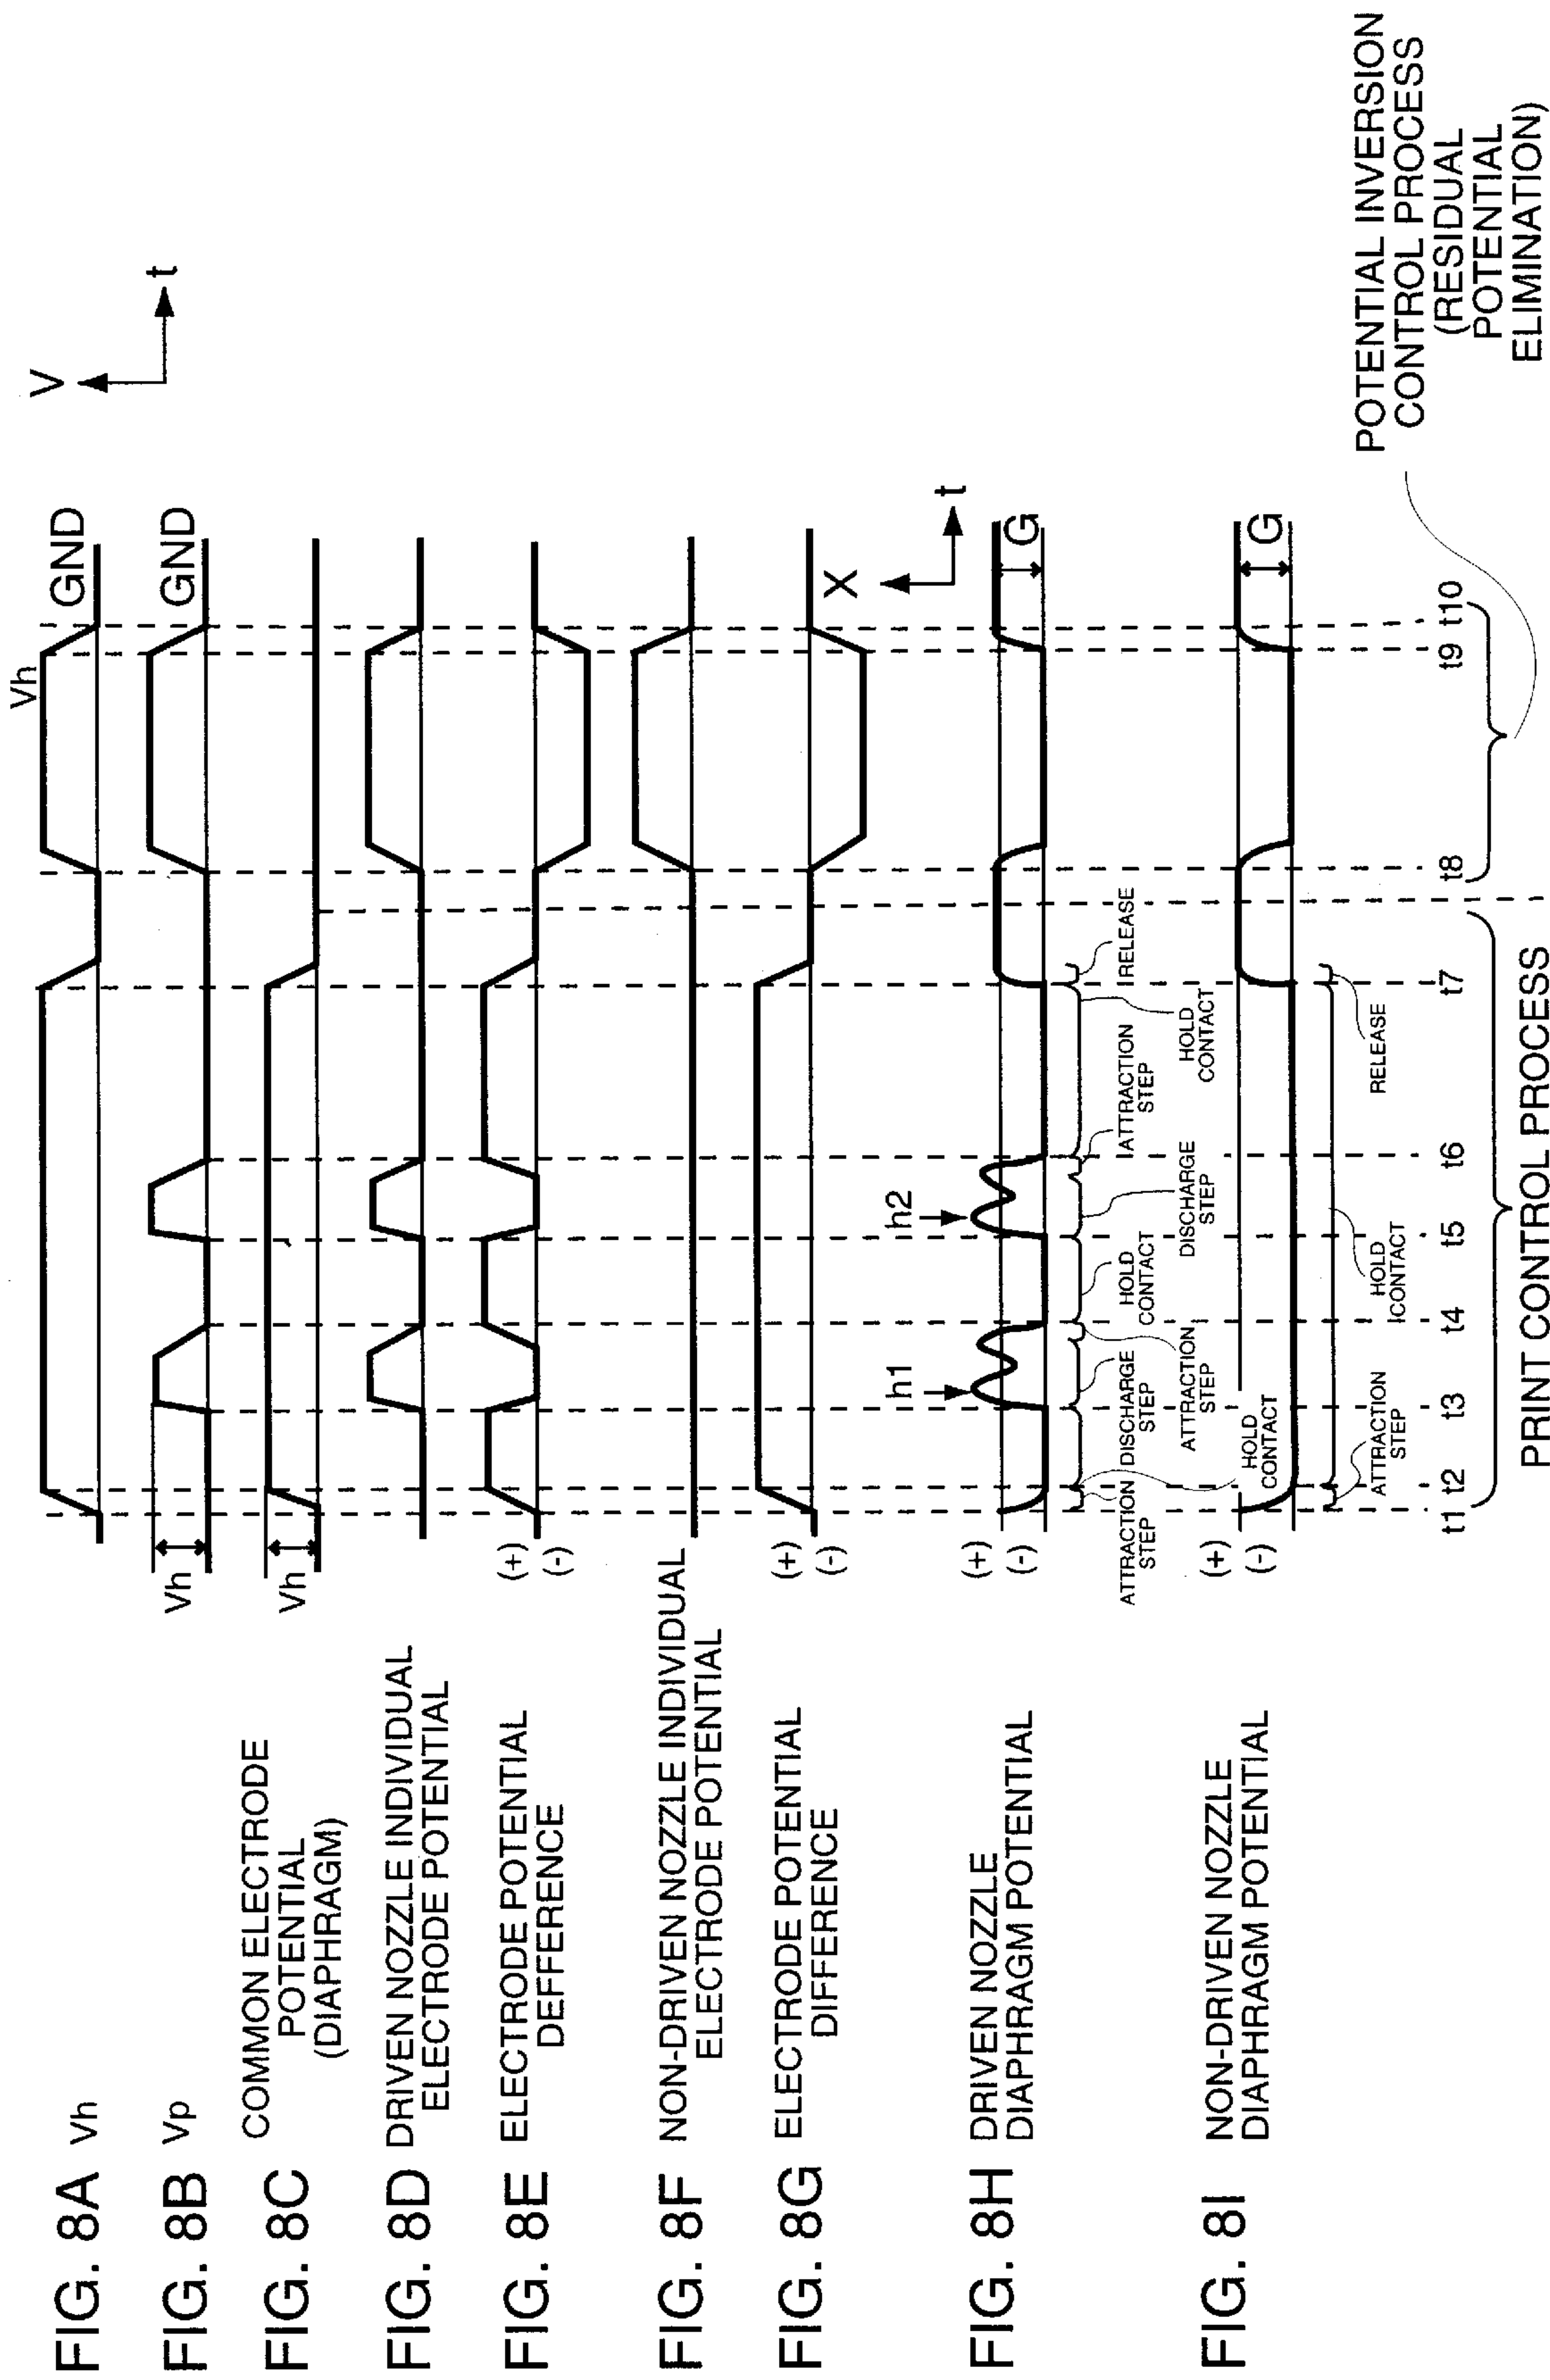 FIG. 8A Vh
FIG. 8B Vp
FIG. 8C
COMMON ELECTRODE
POTENTIAL
(DIAPHRAGM)
FIG. 8D
DRIVEN NOZZLE INDIVIDUAL
ELECTRODE POTENTIAL
FIG. 8E
ELECTRODE POTENTIAL
DEFFERENCE
FIG. 8F
NON-DRIVEN NOZZLE INDIVIDUAL
ELECTRODE POTENTIAL
FIG. 8G
ELECTRODE POTENTIAL
DIFFERENCE
FIG. 8H
DRIVEN NOZZLE
DIAPHRAGM POTENTIAL
FIG. 8I
NON-DRIVEN NOZZLE
DIAPHRAGM POTENTIAL
Vh
GND
V
t
Vh
GND
Vh
(+)
(-)
(+)
(-)
X
t
(+)
(-)
h1
h2
G
ATTRACTION
STEP
DISCHARGE
STEP
ATTRACTION
STEP
HOLD
CONTACT
HOLD
CONTACT
DISCHARGE
STEP
ATTRACTION
STEP
HOLD
CONTACT
RELEASE
(+)
(-)
G
ATTRACTION
STEP
HOLD
CONTACT
RELEASE
t1 t2 t3 t4 t5 t6 t7 t8 t9 t10
PRINT CONTROL PROCESS
POTENTIAL INVERSION
CONTROL PROCESS
(RESIDUAL
POTENTIAL
ELIMINATION)